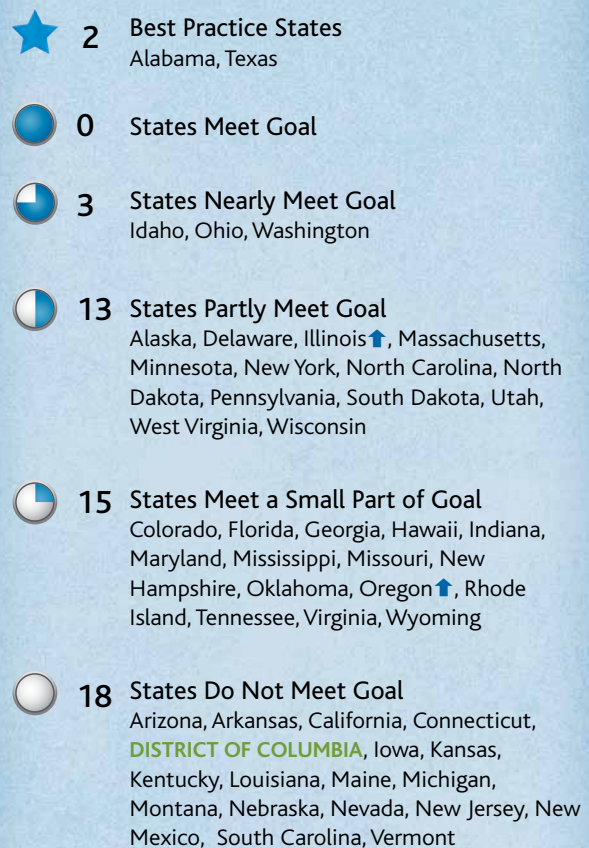 2 Best Practice States
Alabama, Texas
0 States Meet Goal
3 States Nearly Meet Goal
Idaho, Ohio, Washington
13 States Partly Meet Goal
Alaska, Delaware, Illinois⬆, Massachusetts,
Minnesota, New York, North Carolina, North
Dakota, Pennsylvania, South Dakota, Utah,
West Virginia, Wisconsin
15 States Meet a Small Part of Goal
Colorado, Florida, Georgia, Hawaii, Indiana,
Maryland, Mississippi, Missouri, New
Hampshire, Oklahoma, Oregon⬆, Rhode
Island, Tennessee, Virginia, Wyoming
18 States Do Not Meet Goal
Arizona, Arkansas, California, Connecticut,
DISTRICT OF COLUMBIA, Iowa, Kansas,
Kentucky, Louisiana, Maine, Michigan,
Montana, Nebraska, Nevada, New Jersey, New
Mexico, South Carolina, Vermont